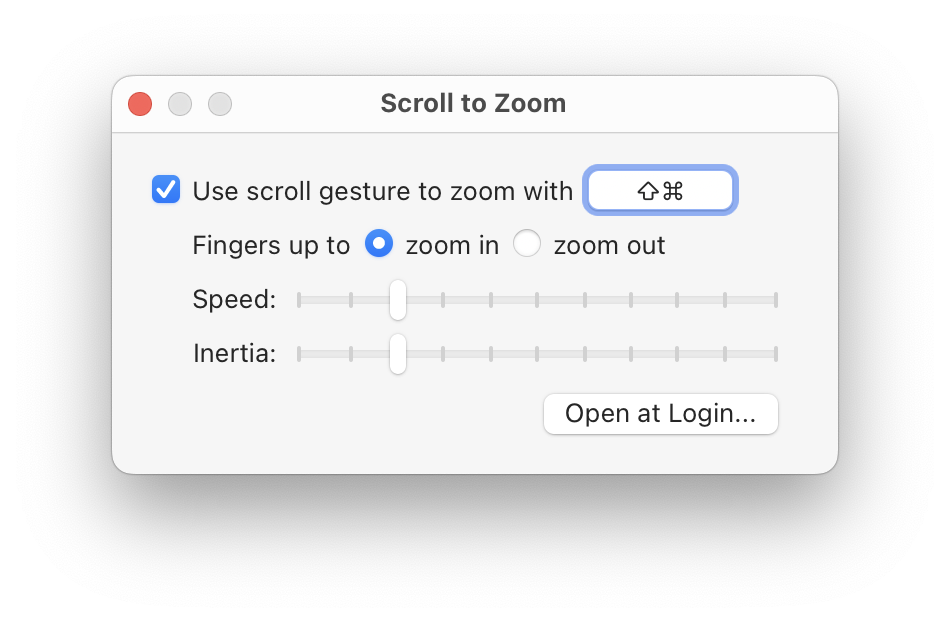 Scroll to Zoom
Use scroll gesture to zoom with ⇧⌘
Fingers up to zoom in zoom out
Speed:
Inertia:
Open at Login...